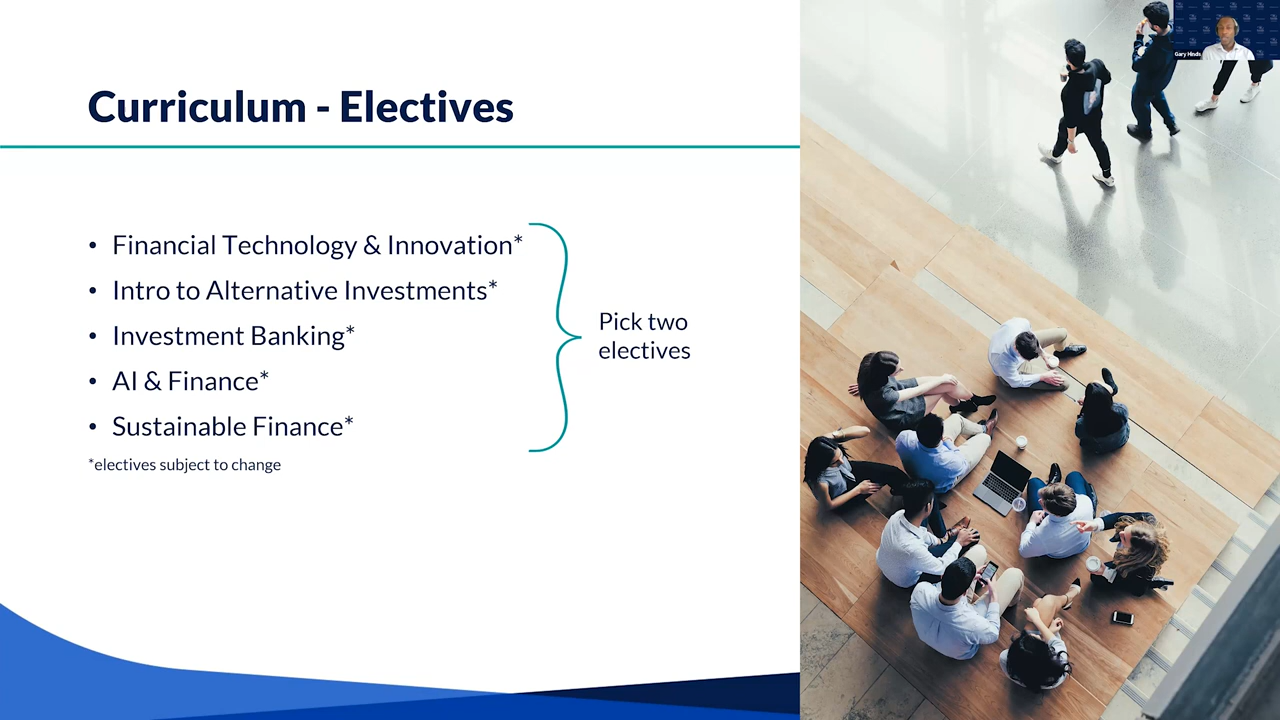 Curriculum - Electives
• Financial Technology & Innovation*
• Intro to Alternative Investments*
• Investment Banking*
• AI & Finance*
• Sustainable Finance*
*electives subject to change
Pick two
electives
Gary Hinds